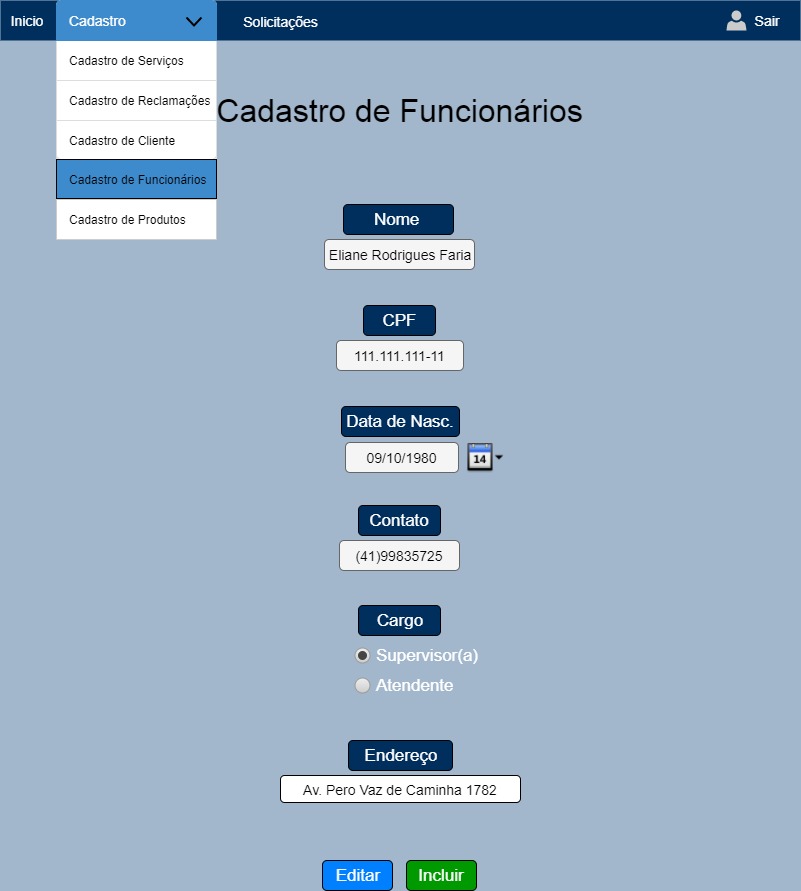 Inicio
Cadastro
Solicitações
Sair
Cadastro de Serviços
Cadastro de Reclamações
Cadastro de Cliente
Cadastro de Funcionários
Cadastro de Produtos
Cadastro de Funcionários
Nome
Eliane Rodrigues Faria
CPF
111.111.111-11
Data de Nasc.
09/10/1980
14
Contato
(41)99835725
Cargo
Supervisor(a)
Atendente
Endereço
Av. Pero Vaz de Caminha 1782
Editar
Incluir